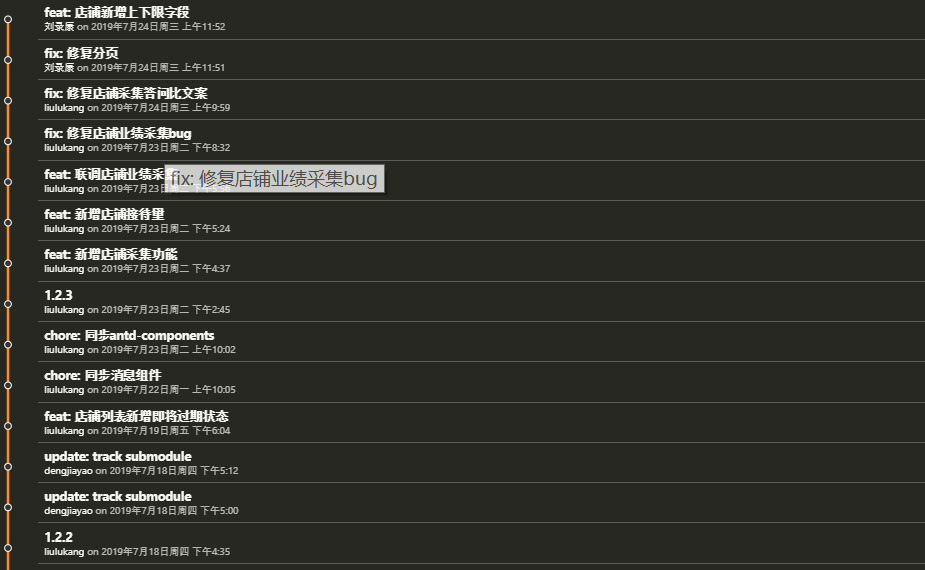 feat: 店铺新增上下限字段
刘录康 on 2019年7月24日周三 上午11:52
fix: 修复分页
刘录康 on 2019年7月24日周三 上午11:51
fix: 修复店铺采集答问比文案
liulukang on 2019年7月24日周三 上午9:59
fix: 修复店铺业绩采集bug
liulukang on 2019年7月23日周二 下午8:32
feat: 联调店铺业绩采
fix: 修复店铺业绩采集bug
liulukang on 2019年7月23日周二
feat: 新增店铺接待量
liulukang on 2019年7月23日周二 下午5:24
feat: 新增店铺采集功能
liulukang on 2019年7月23日周二 下午4:37
1.2.3
liulukang on 2019年7月23日周二 下午2:45
chore: 同步antd-components
liulukang on 2019年7月23日周二 上午10:02
chore: 同步消息组件
liulukang on 2019年7月22日周一 上午10:05
feat: 店铺列表新增即将过期状态
liulukang on 2019年7月19日周五 下午6:04
update: track submodule
dengjiayao on 2019年7月18日周四 下午5:12
update: track submodule
dengjiayao on 2019年7月18日周四 下午5:00
1.2.2
liulukang on 2019年7月18日周四 下午4:35